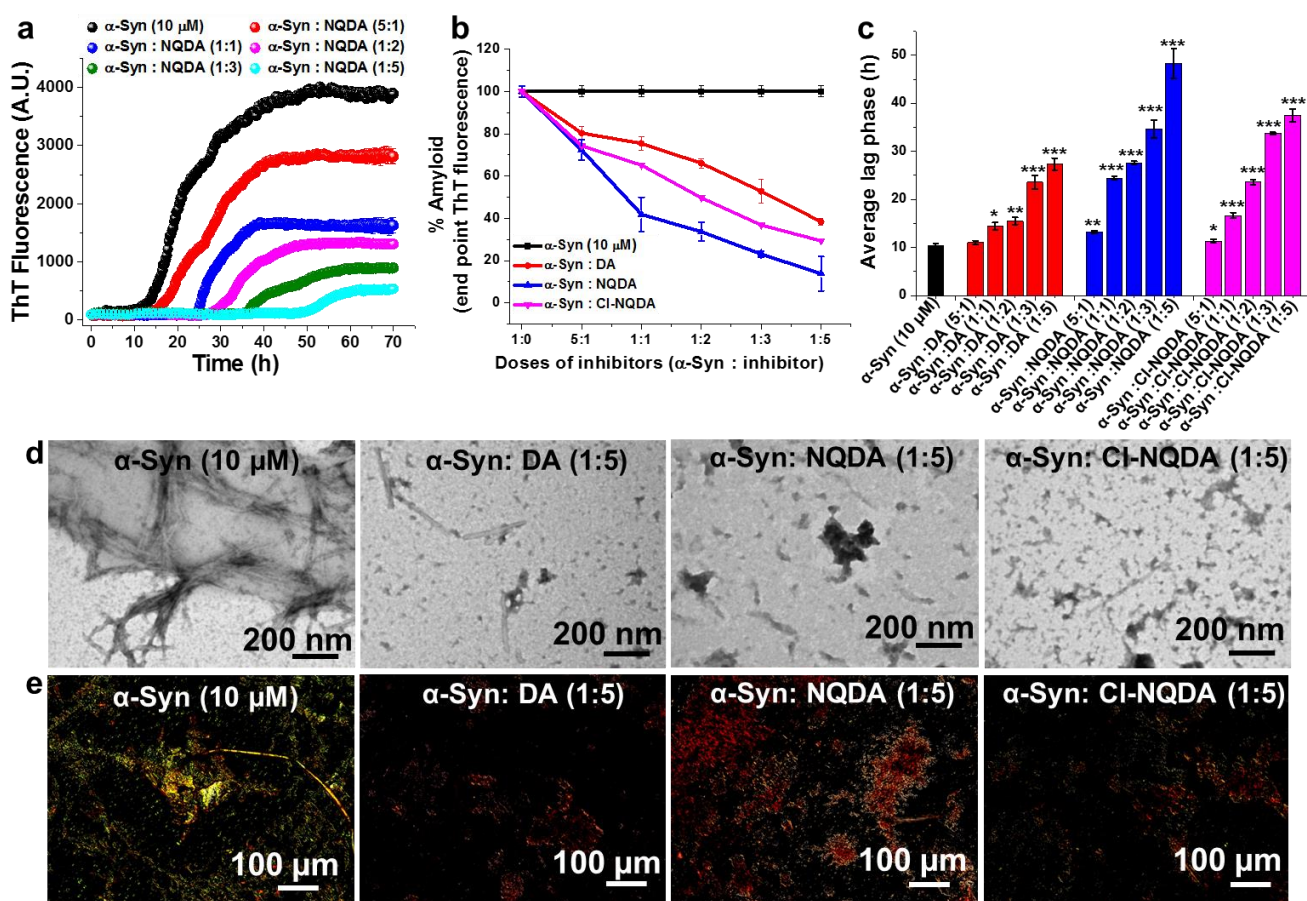 a
α-Syn (10 µM)
α-Syn : NQDA (5:1)
α-Syn : NQDA (1:1)
α-Syn : NQDA (1:2)
α-Syn : NQDA (1:3)
α-Syn : NQDA (1:5)
ThT Fluorescence (A.U.)
4000
3000
2000
1000
0
0 10 20 30 40 50 60 70
Time (h)
b
% Amyloid
(end point ThT fluorescence)
120
100
80
60
40
20
0
α-Syn (10 µM)
α-Syn : DA
α-Syn : NQDA
α-Syn : Cl-NQDA
1:0 5:1 1:1 1:2 1:3 1:5
Doses of inhibitors (α-Syn : inhibitor)
c
Average lag phase (h)
50
40
30
20
10
0
* ** *** ***
** *** *** *** ***
* *** *** *** ***
α-Syn (10 µM)
α-Syn :DA (5:1)
α-Syn :DA (1:1)
α-Syn :DA (1:2)
α-Syn :DA (1:3)
α-Syn :DA (1:5)
α-Syn :NQDA (5:1)
α-Syn :NQDA (1:1)
α-Syn :NQDA (1:2)
α-Syn :NQDA (1:3)
α-Syn :NQDA (1:5)
α-Syn :Cl-NQDA (5:1)
α-Syn :Cl-NQDA (1:1)
α-Syn :Cl-NQDA (1:2)
α-Syn :Cl-NQDA (1:3)
α-Syn :Cl-NQDA (1:5)
d
α-Syn (10 µM)
200 nm
α-Syn: DA (1:5)
200 nm
α-Syn: NQDA (1:5)
200 nm
α-Syn: Cl-NQDA (1:5)
200 nm
e
α-Syn (10 µM)
100 µm
α-Syn: DA (1:5)
100 µm
α-Syn: NQDA (1:5)
100 µm
α-Syn: Cl-NQDA (1:5)
100 µm